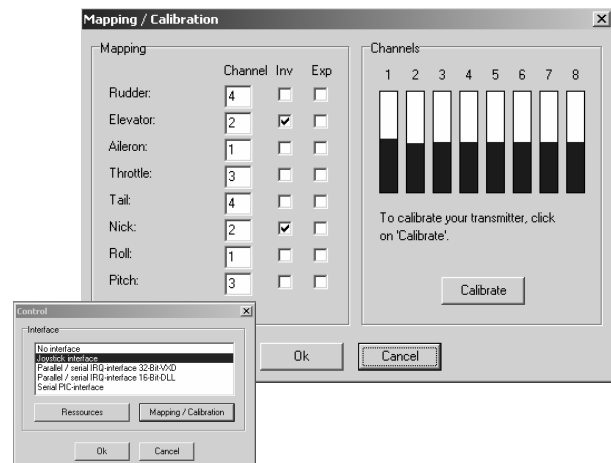 Mapping / Calibration
Mapping
Channel Inv Exp
Rudder: 4
Elevator: 2
Aileron: 1
Throttle: 3
Tail: 4
Nick: 2
Roll: 1
Pitch: 3
Channels
1 2 3 4 5 6 7 8
To calibrate your transmitter, click
on 'Calibrate'.
Calibrate
Ok Cancel
Control
Interface
No interface
Joystick interface
Parallel / serial IRQ-interface 32-Bit-VXD
Parallel / serial IRQ-interface 16-Bit-DLL
Serial PIC-interface
Ressources Mapping / Calibration
Ok Cancel